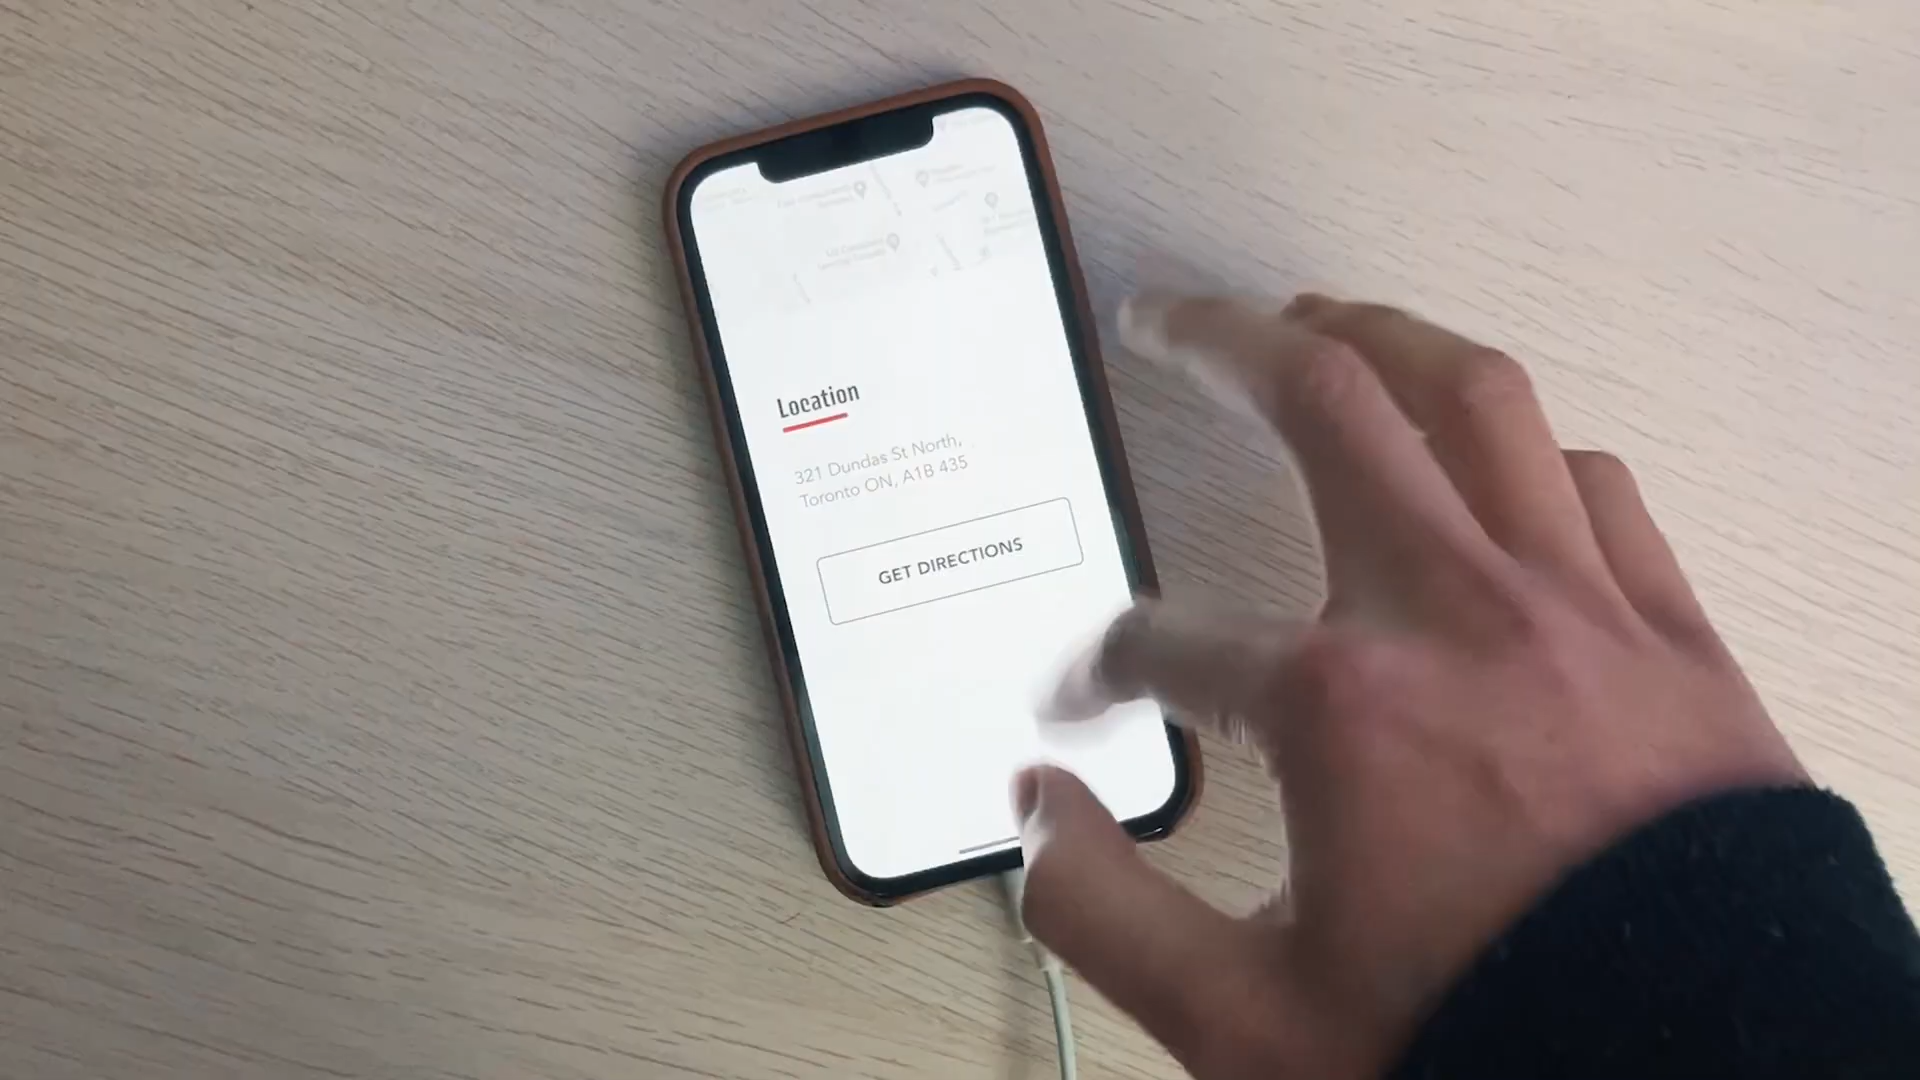 Location
321 Dundas St North,
Toronto ON, A1B 435
GET DIRECTIONS